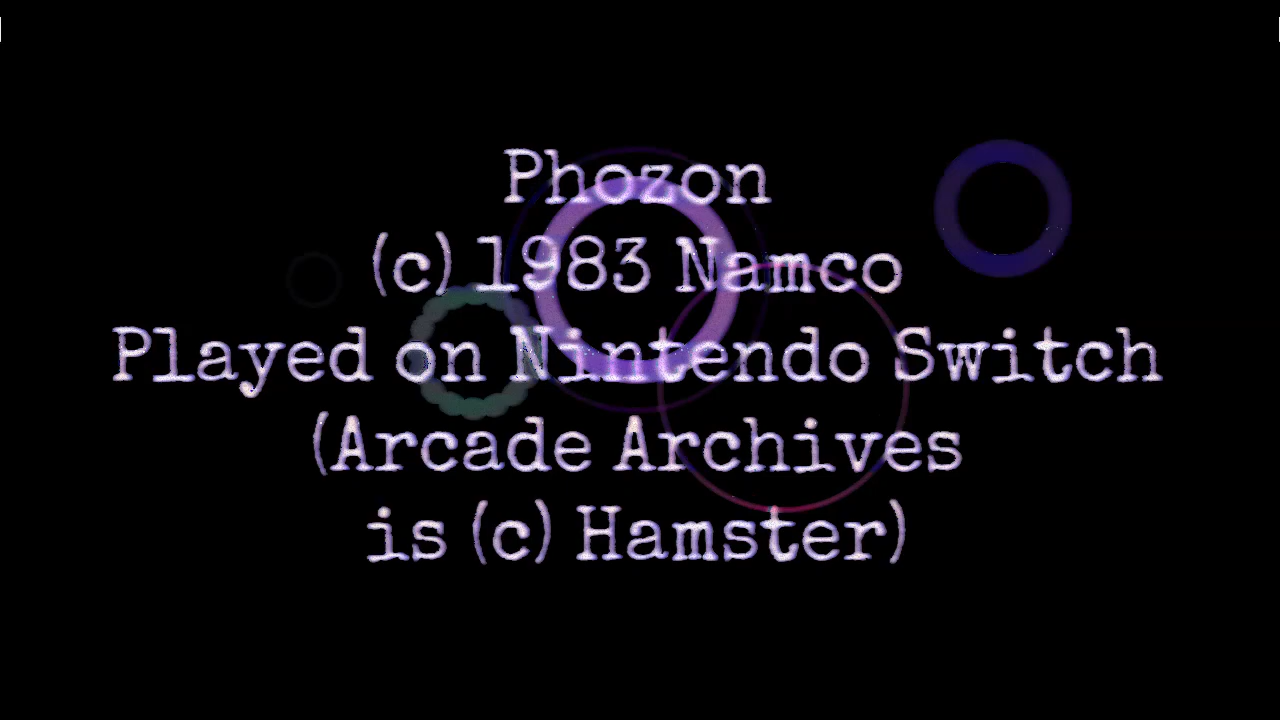 Phozon
(c) 1983 Namco
Played on Nintendo Switch
(Arcade Archives
is (c) Hamster)